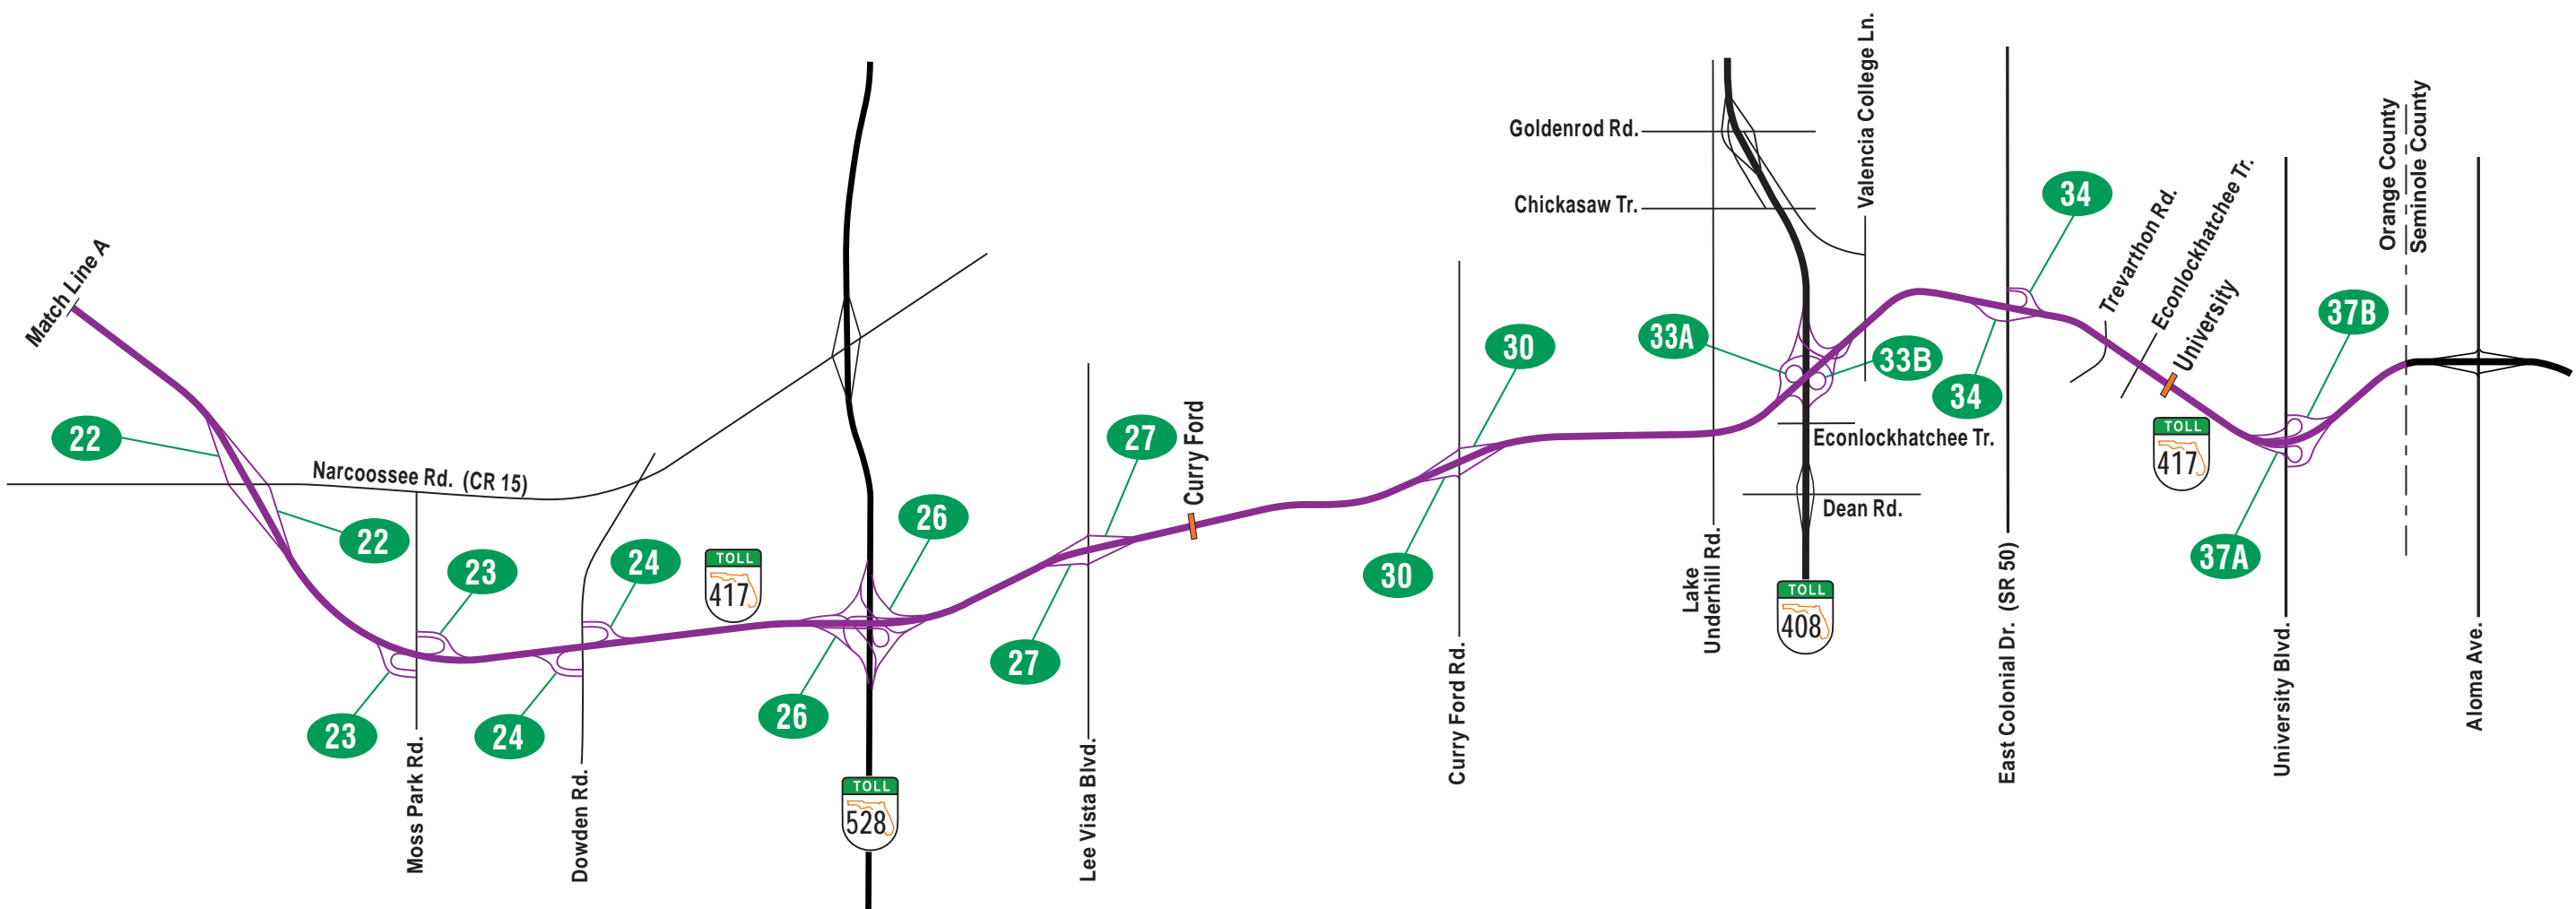 Match Line A
22
22
Narcoossee Rd. (CR 15)
23
23
Moss Park Rd.
24
24
Dowden Rd.
TOLL
417
26
26
TOLL
528
27
27
Lee Vista Blvd.
Curry Ford
30
30
Curry Ford Rd.
Goldenrod Rd.
Chickasaw Tr.
Valencia College Ln.
33A
33B
Econlockhatchee Tr.
Dean Rd.
Lake
Underhill Rd.
TOLL
408
34
34
East Colonial Dr. (SR 50)
Trevarthon Rd.
Econlockhatchee Tr.
University
TOLL
417
37B
37A
University Blvd.
Orange County
Seminole County
Aloma Ave.